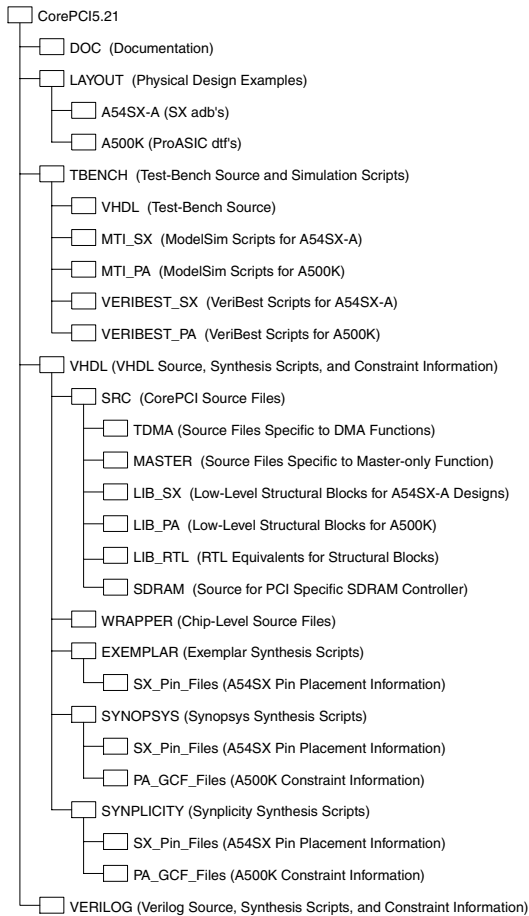 CorePCI5.21
DOC (Documentation)
LAYOUT (Physical Design Examples)
A54SX-A (SX adb's)
A500K (ProASIC dtf's)
TBENCH (Test-Bench Source and Simulation Scripts)
VHDL (Test-Bench Source)
MTI_SX (ModelSim Scripts for A54SX-A)
MTI_PA (ModelSim Scripts for A500K)
VERIBEST_SX (VeriBest Scripts for A54SX-A)
VERIBEST_PA (VeriBest Scripts for A500K)
VHDL (VHDL Source, Synthesis Scripts, and Constraint Information)
SRC (CorePCI Source Files)
TDMA (Source Files Specific to DMA Functions)
MASTER (Source Files Specific to Master-only Function)
LIB_SX (Low-Level Structural Blocks for A54SX-A Designs)
LIB_PA (Low-Level Structural Blocks for A500K)
LIB_RTL (RTL Equivalents for Structural Blocks)
SDRAM (Source for PCI Specific SDRAM Controller)
WRAPPER (Chip-Level Source Files)
EXEMPLAR (Exemplar Synthesis Scripts)
SX_Pin_Files (A54SX Pin Placement Information)
SYNOPSYS (Synopsys Synthesis Scripts)
SX_Pin_Files (A54SX Pin Placement Information)
PA_GCF_Files (A500K Constraint Information)
SYNPLICITY (Synplicity Synthesis Scripts)
SX_Pin_Files (A54SX Pin Placement Information)
PA_GCF_Files (A500K Constraint Information)
VERILOG (Verilog Source, Synthesis Scripts, and Constraint Information)